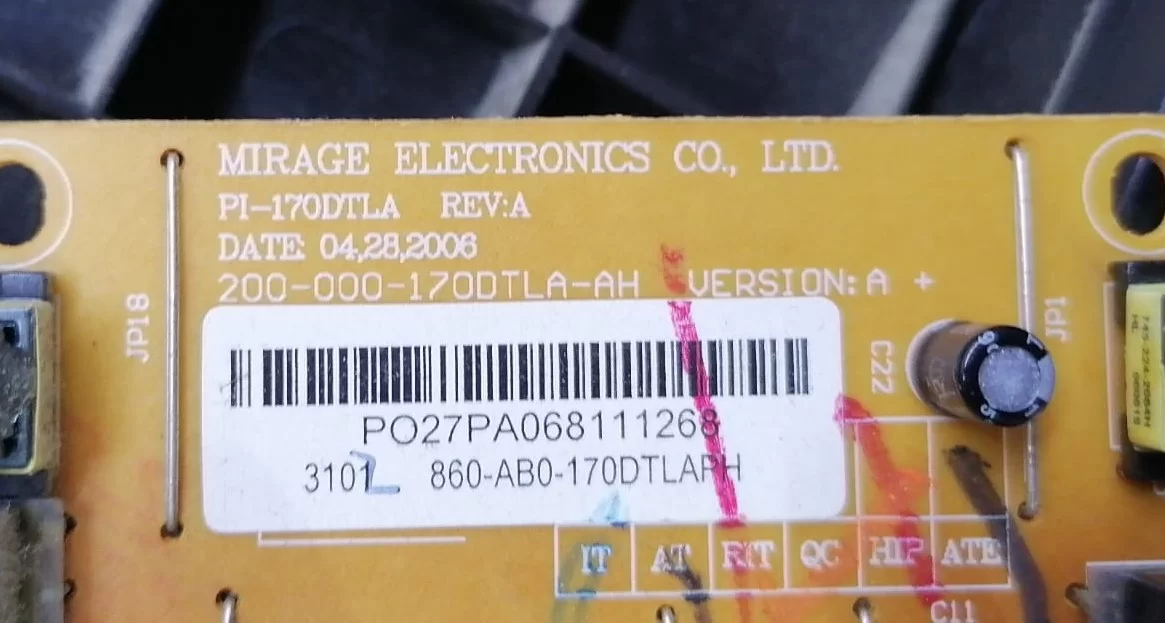 MIRAGE ELECTRONICS CO., LTD.
PI-170DTLA REV:A
DATE: 04,28,2006
200-000-170DTLA-AH VERSION:A +
JP18
JP1
C22
PO27PA068111268
3101Z 860-AB0-170DTLAPH
IT AT RIT QC HIP ATE
C11